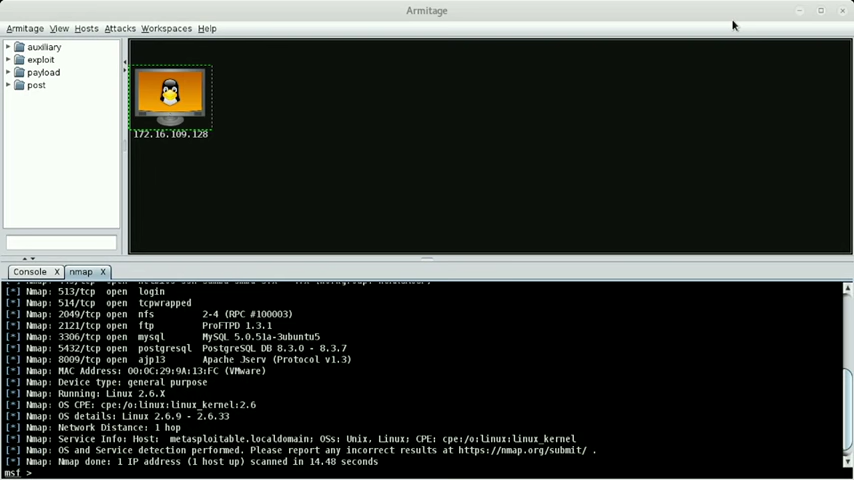 Armitage
Armitage View Hosts Attacks Workspaces Help
auxiliary
exploit
payload
post
172.16.109.128
Console X nmap X
[*] Nmap: 513/tcp open login
[*] Nmap: 514/tcp open tcpwrapped
[*] Nmap: 2049/tcp open nfs 2-4 (RPC #100003)
[*] Nmap: 2121/tcp open ftp ProFTPD 1.3.1
[*] Nmap: 3306/tcp open mysql MySQL 5.0.51a-3ubuntu5
[*] Nmap: 5432/tcp open postgresql PostgreSQL DB 8.3.0 - 8.3.7
[*] Nmap: 8009/tcp open ajp13 Apache Jserv (Protocol v1.3)
[*] Nmap: MAC Address: 00:0C:29:9A:13:FC (VMware)
[*] Nmap: Device type: general purpose
[*] Nmap: Running: Linux 2.6.X
[*] Nmap: OS CPE: cpe:/o:linux:linux_kernel:2.6
[*] Nmap: OS details: Linux 2.6.9 - 2.6.33
[*] Nmap: Network Distance: 1 hop
[*] Nmap: Service Info: Host: metasploitable.localdomain; OSs: Unix, Linux; CPE: cpe:/o:linux:linux_kernel
[*] Nmap: OS and Service detection performed. Please report any incorrect results at https://nmap.org/submit/ .
[*] Nmap: Nmap done: 1 IP address (1 host up) scanned in 14.48 seconds
msf >